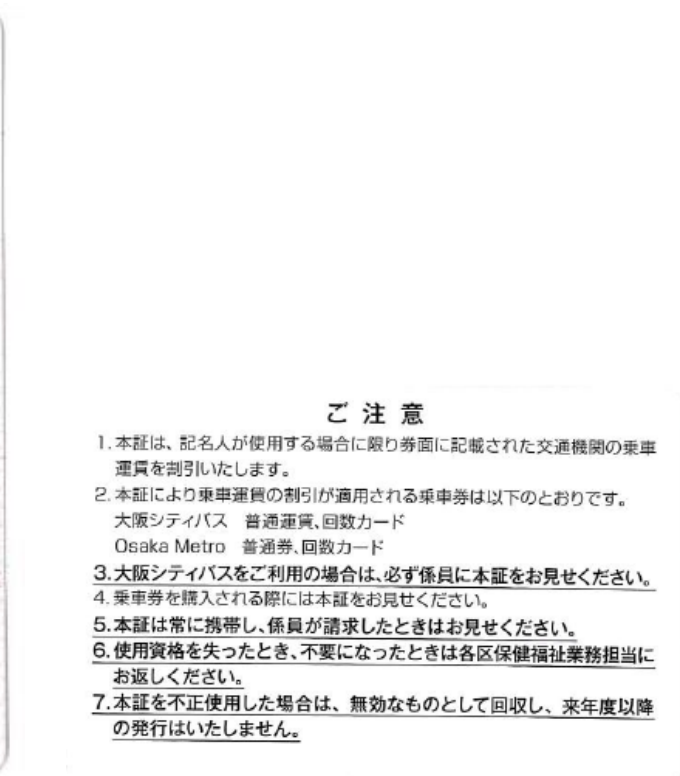 ご注意
1.本証は、記名人が使用する場合に限り券面に記載された交通機関の乗車
運賃を割引いたします。
2.本証により乗車運賃の割引が適用される乗車券は以下のとおりです。
大阪シティバス 普通運賃、回数カード
Osaka Metro 普通券、回数カード
3.大阪シティバスをご利用の場合は、必ず係員に本証をお見せください。
4.乗車券を購入される際には本証をお見せください。
5.本証は常に携帯し、係員が請求したときはお見せください。
6.使用資格を失ったとき、不要になったときは各区保健福祉業務担当に
お返しください。
7.本証を不正使用した場合は、無効なものとして回収し、来年度以降
の発行はいたしません。